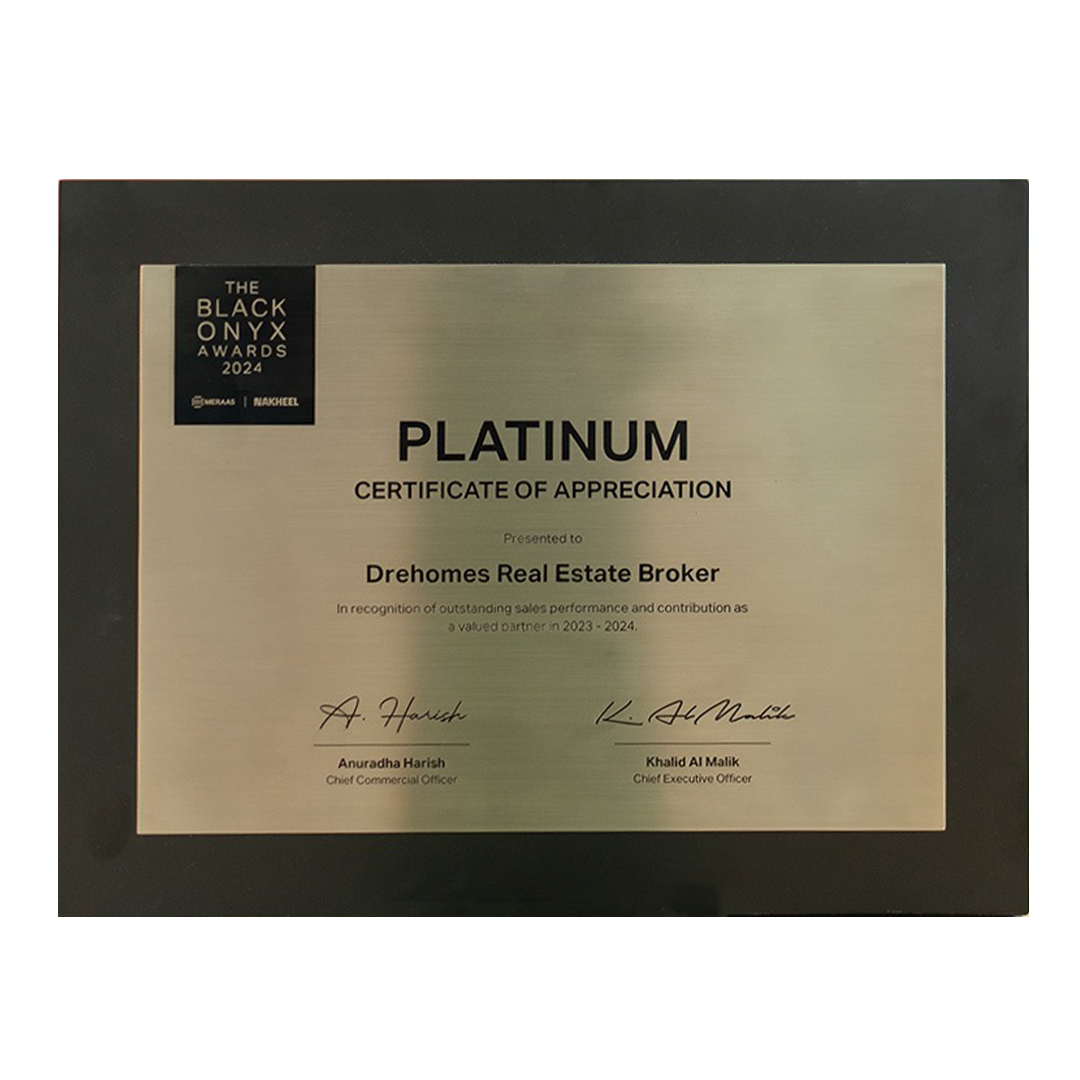 THE
BLACK
ONYX
AWARDS
2024
MERAAS | NAKHEEL
PLATINUM
CERTIFICATE OF APPRECIATION
Presented to
Drehomes Real Estate Broker
In recognition of outstanding sales performance and contribution as
a valued partner in 2023 - 2024.
A. Harish
K. Al Malik
Anuradha Harish
Chief Commercial Officer
Khalid Al Malik
Chief Executive Officer